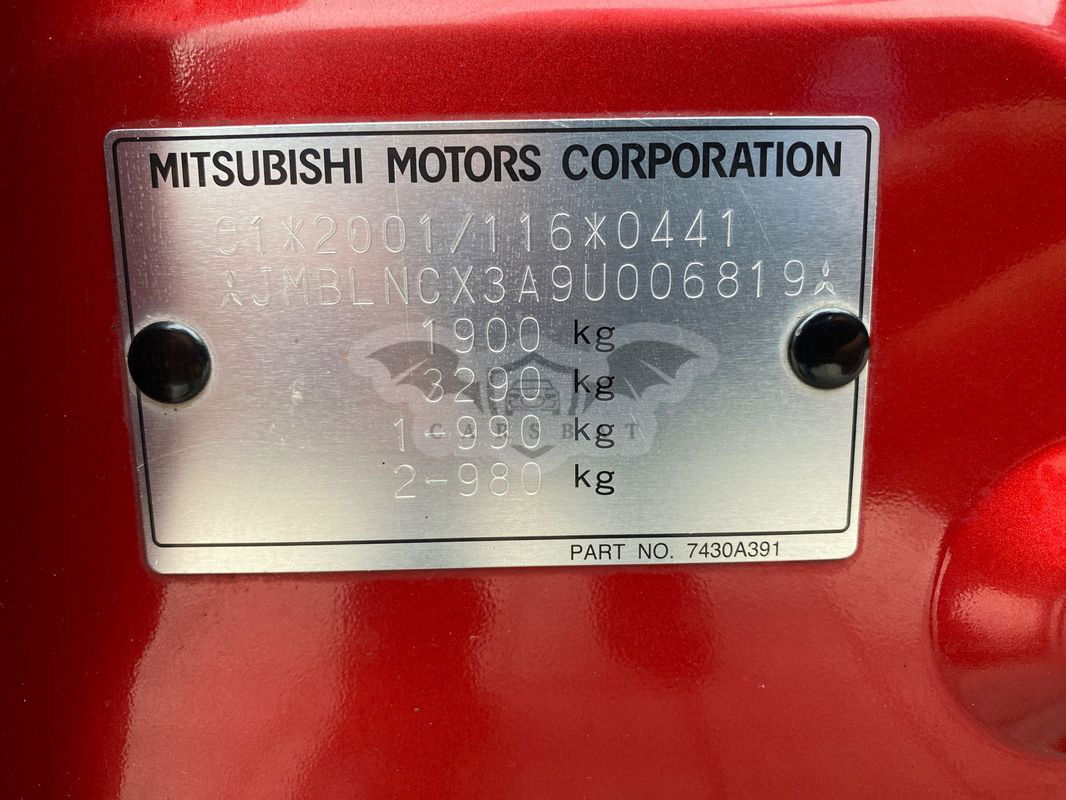 MITSUBISHI MOTORS CORPORATION
e1*2001/116*0441
JMBLNCX3A9U006819
1900 kg
3290 kg
1-990 kg
2-980 kg
CARSBAT
PART NO. 7430A391